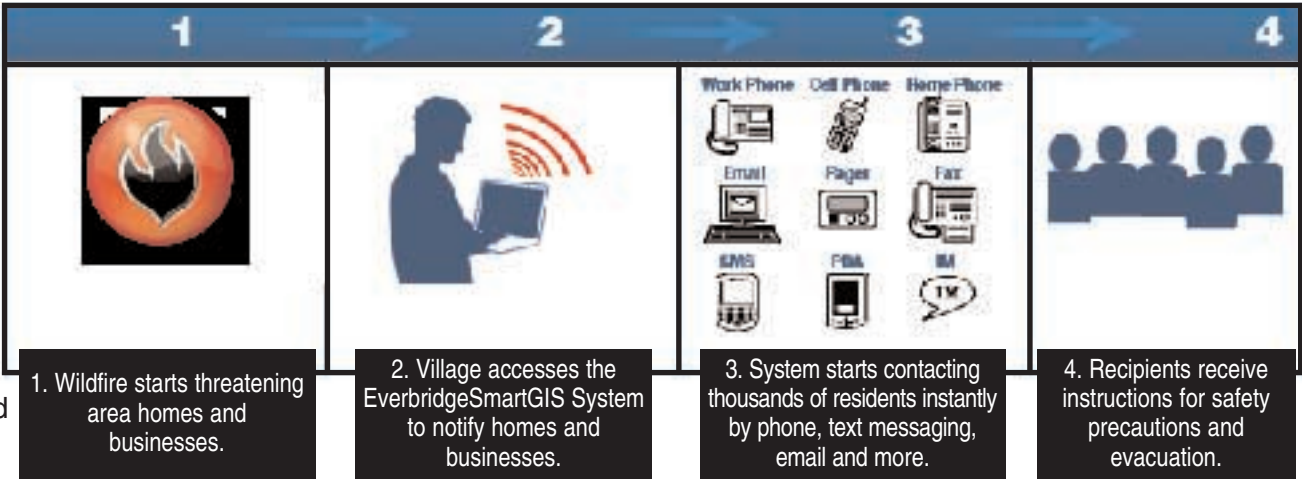 1 2 3 4
Work Phone Cell Phone Home Phone
Email Pager Fax
SMS PDA IM
IM
1. Wildfire starts threatening
area homes and
businesses.
2. Village accesses the
EverbridgeSmartGIS System
to notify homes and
businesses.
3. System starts contacting
thousands of residents instantly
by phone, text messaging,
email and more.
4. Recipients receive
instructions for safety
precautions and
evacuation.